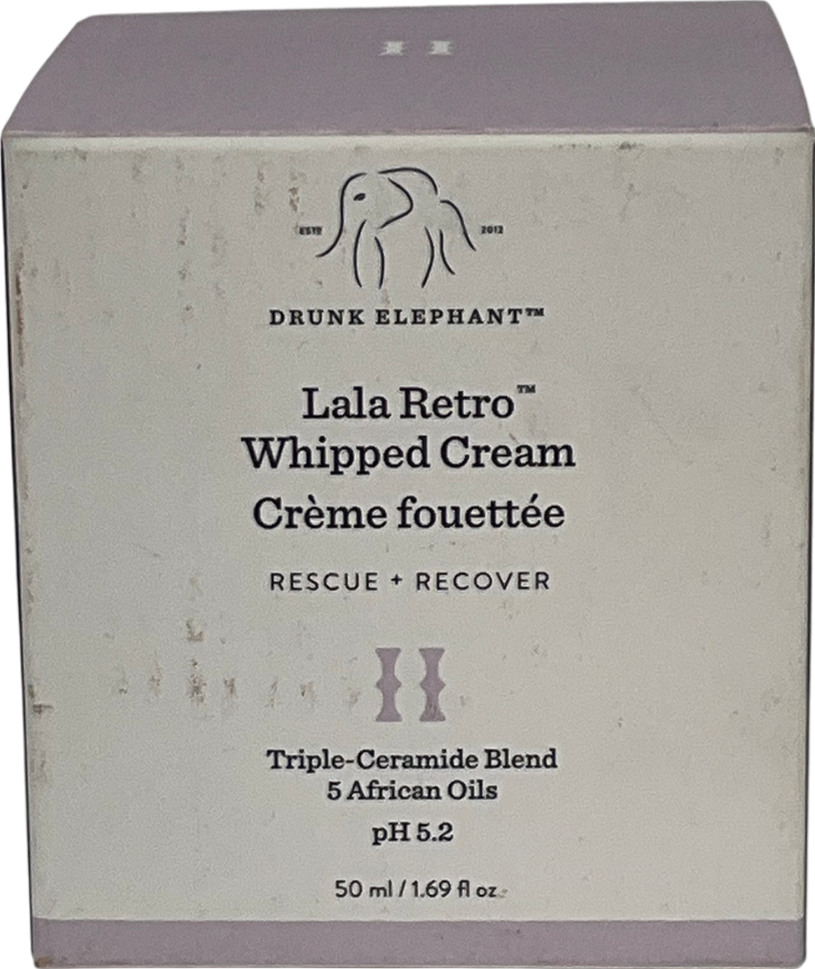 ESTD 2012
DRUNK ELEPHANT™
Lala Retro™
Whipped Cream
Crème fouettée
RESCUE + RECOVER
Triple-Ceramide Blend
5 African Oils
pH 5.2
50 ml / 1.69 fl oz